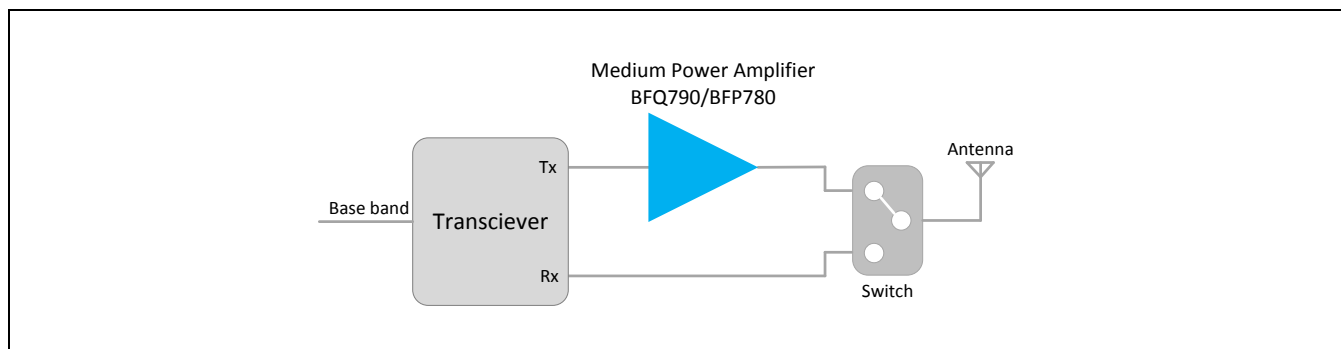 Medium Power Amplifier
BFQ790/BFP780
Antenna
Tx
Base band
Transciever
Rx
Switch